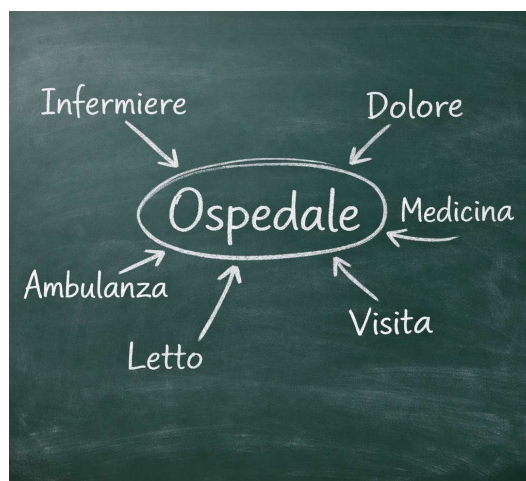 Infermiere
Dolore
Ospedale
Medicina
Ambulanza
Visita
Letto